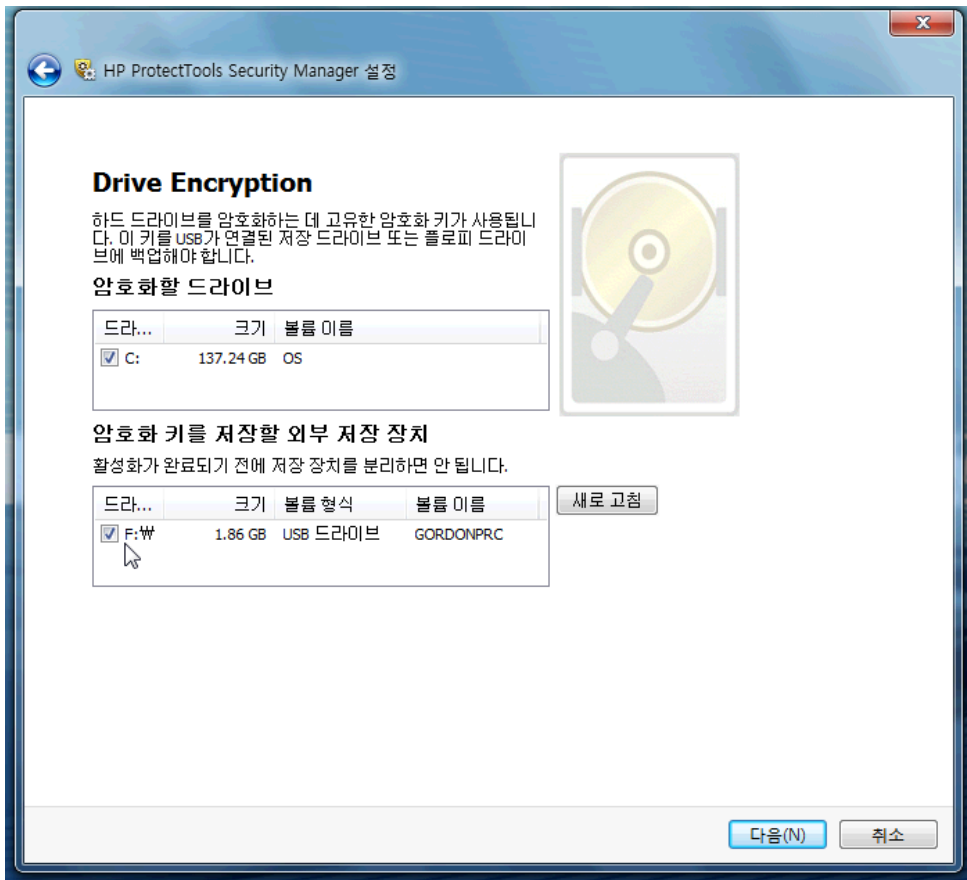 HP ProtectTools Security Manager 설정
Drive Encryption
하드 드라이브를 암호화하는 데 고유한 암호화 키가 사용됩니
다. 이 키를 USB가 연결된 저장 드라이브 또는 플로피 드라이
브에 백업해야 합니다.
암호화할 드라이브
드라... 크기 볼륨 이름
C: 137.24 GB OS
암호화 키를 저장할 외부 저장 장치
활성화가 완료되기 전에 저장 장치를 분리하면 안 됩니다.
드라... 크기 볼륨 형식 볼륨 이름 새로 고침
F:₩ 1.86 GB USB 드라이브 GORDONPRC
다음(N) 취소